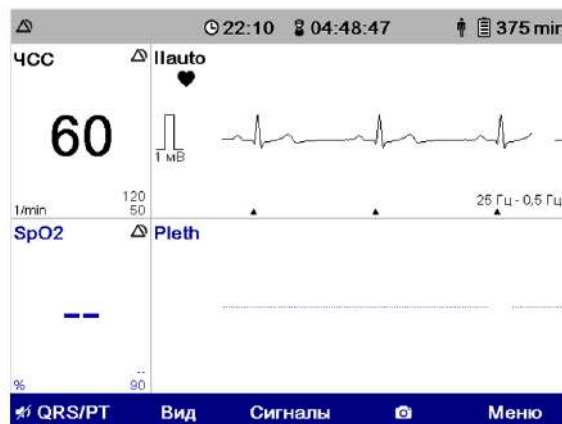 22:10 04:48:47 375 min
ЧСС
IIauto
60
1 мВ
120
1/min 50
25 Гц - 0,5 Гц
SpO2 Pleth
--
--
% 90
QRS/PT Вид Сигналы Меню